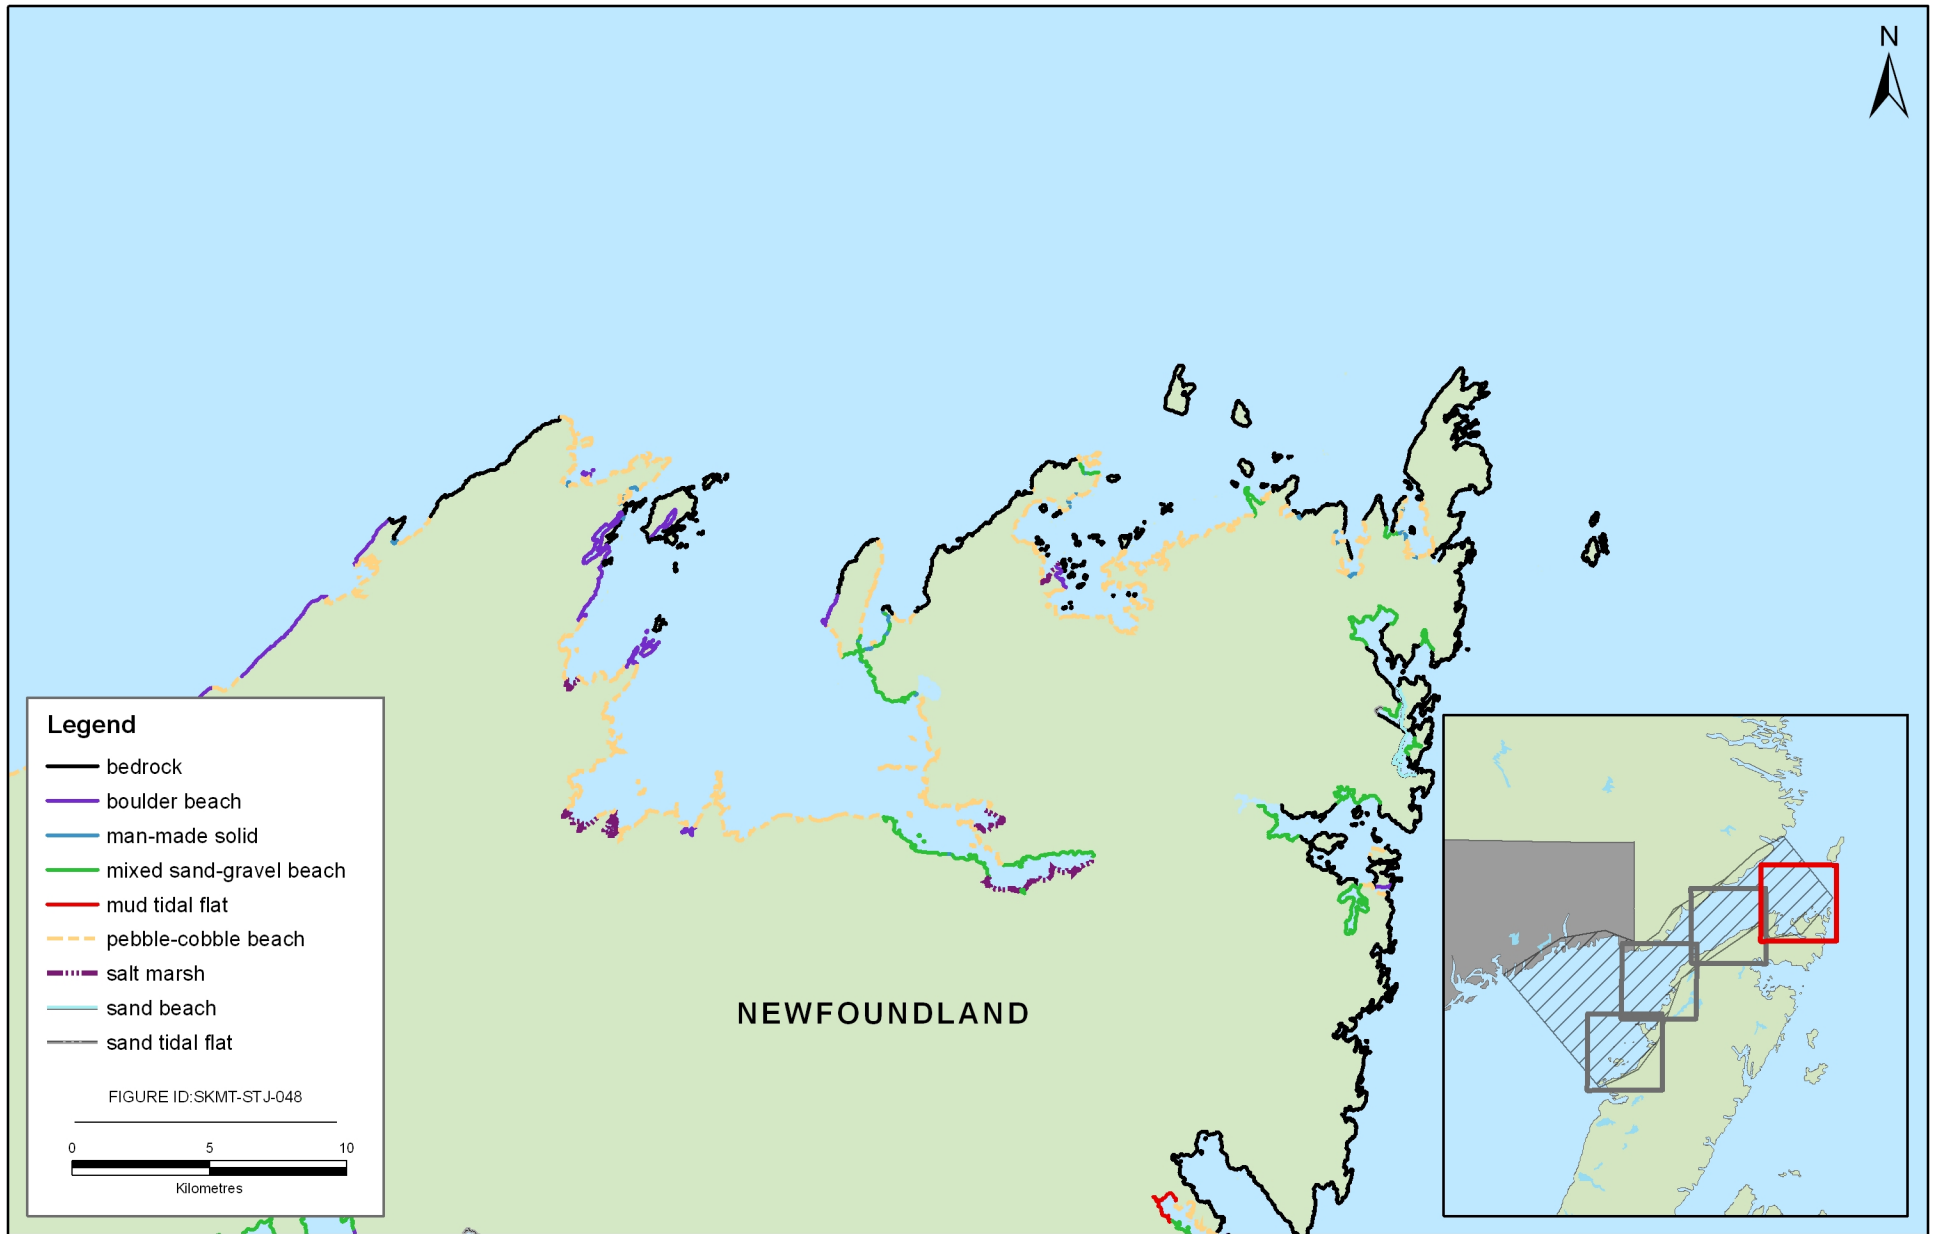 N
Legend
bedrock
boulder beach
man-made solid
mixed sand-gravel beach
mud tidal flat
pebble-cobble beach
salt marsh
sand beach
sand tidal flat
FIGURE ID:SKMT-STJ-048
0 5 10
Kilometres
NEWFOUNDLAND